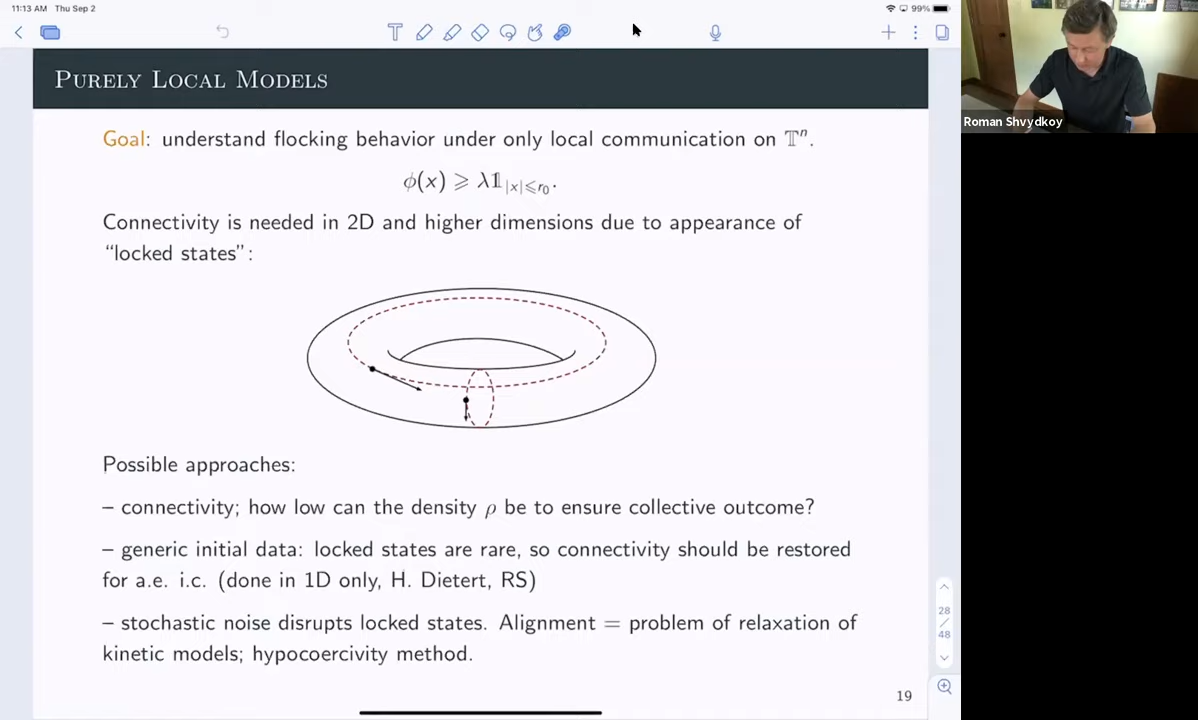 11:13 AM Thu Sep 2
99%
PURELY LOCAL MODELS
Goal: understand flocking behavior under only local communication on 𝕋ⁿ.
ϕ(x) ⩾ λ𝟙_{|x|⩽r₀}.
Connectivity is needed in 2D and higher dimensions due to appearance of
“locked states”:
Possible approaches:
– connectivity; how low can the density ρ be to ensure collective outcome?
– generic initial data: locked states are rare, so connectivity should be restored
for a.e. i.c. (done in 1D only, H. Dietert, RS)
– stochastic noise disrupts locked states. Alignment = problem of relaxation of
kinetic models; hypocoercivity method.
19
28
/
48
Roman Shvydkoy